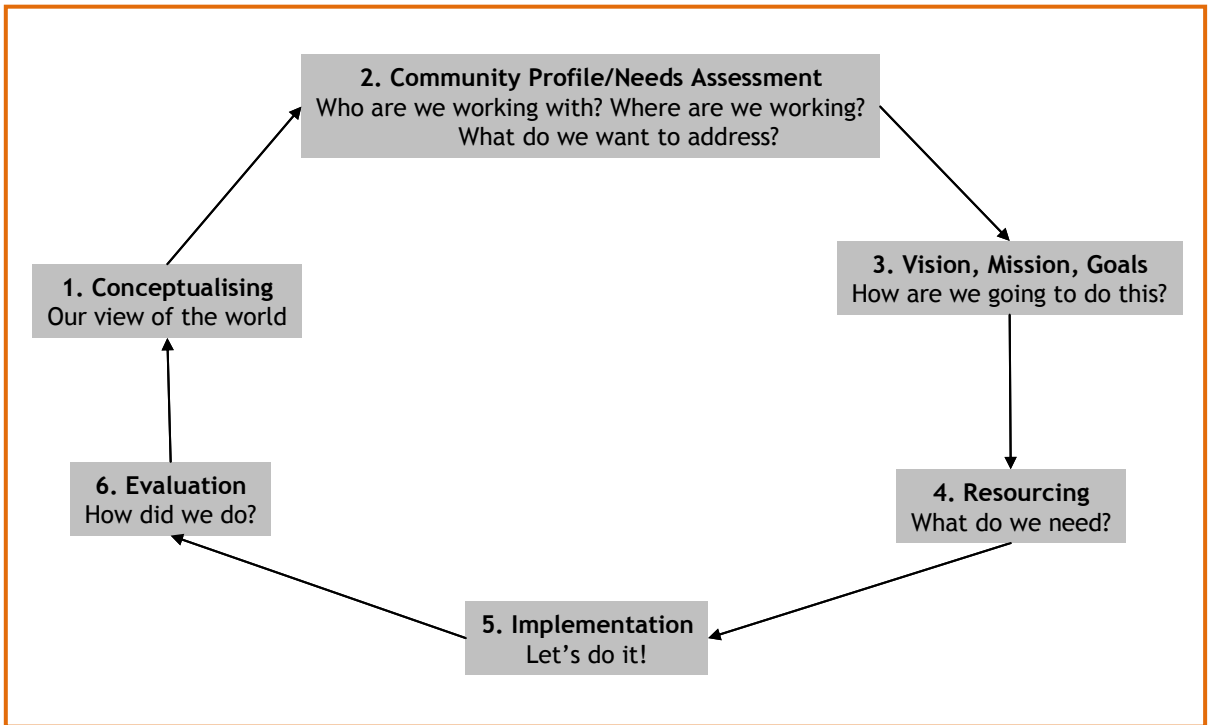 2. Community Profile/Needs Assessment
Who are we working with? Where are we working?
What do we want to address?
3. Vision, Mission, Goals
How are we going to do this?
1. Conceptualising
Our view of the world
6. Evaluation
How did we do?
4. Resourcing
What do we need?
5. Implementation
Let’s do it!